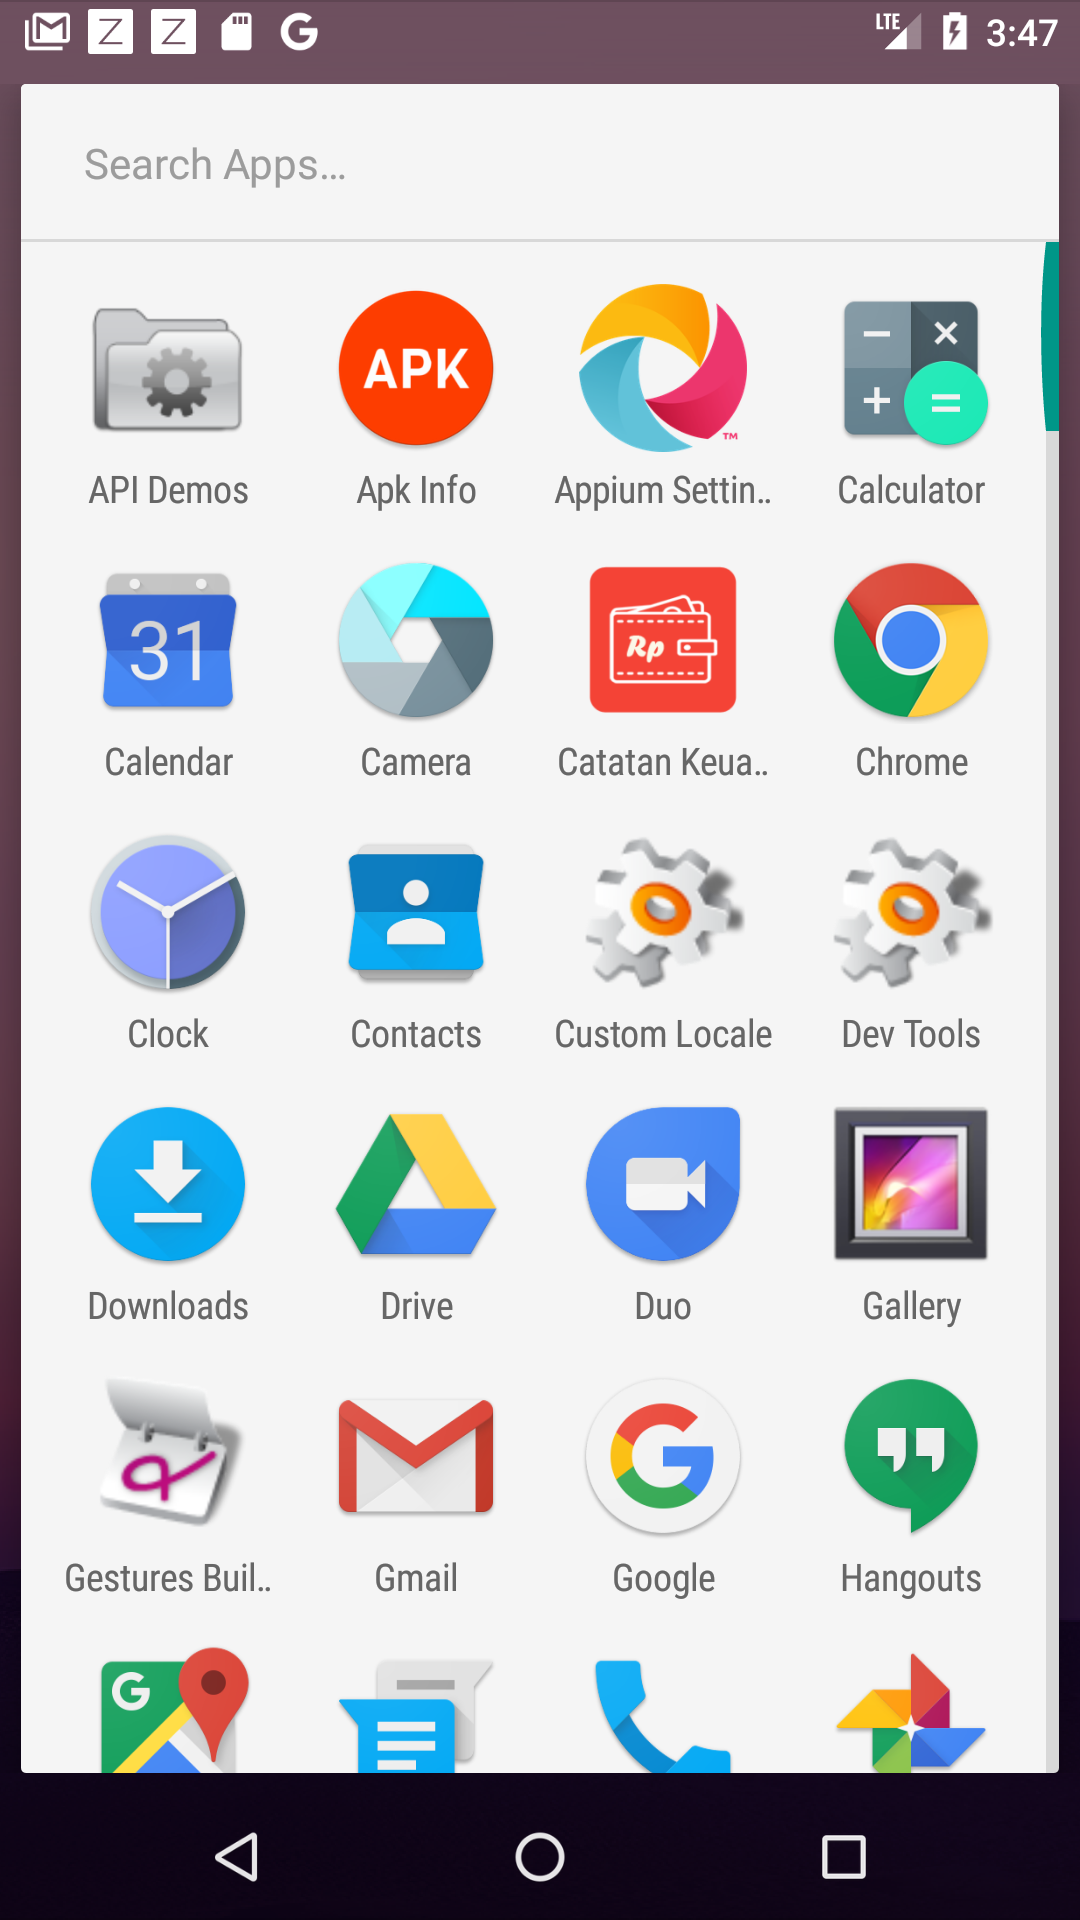 LTE 3:47
Search Apps...
APK
API Demos Apk Info Appium Settin.. Calculator
31
Rp
Calendar Camera Catatan Keua.. Chrome
Clock Contacts Custom Locale Dev Tools
Downloads Drive Duo Gallery
Gestures Buil.. Gmail Google Hangouts